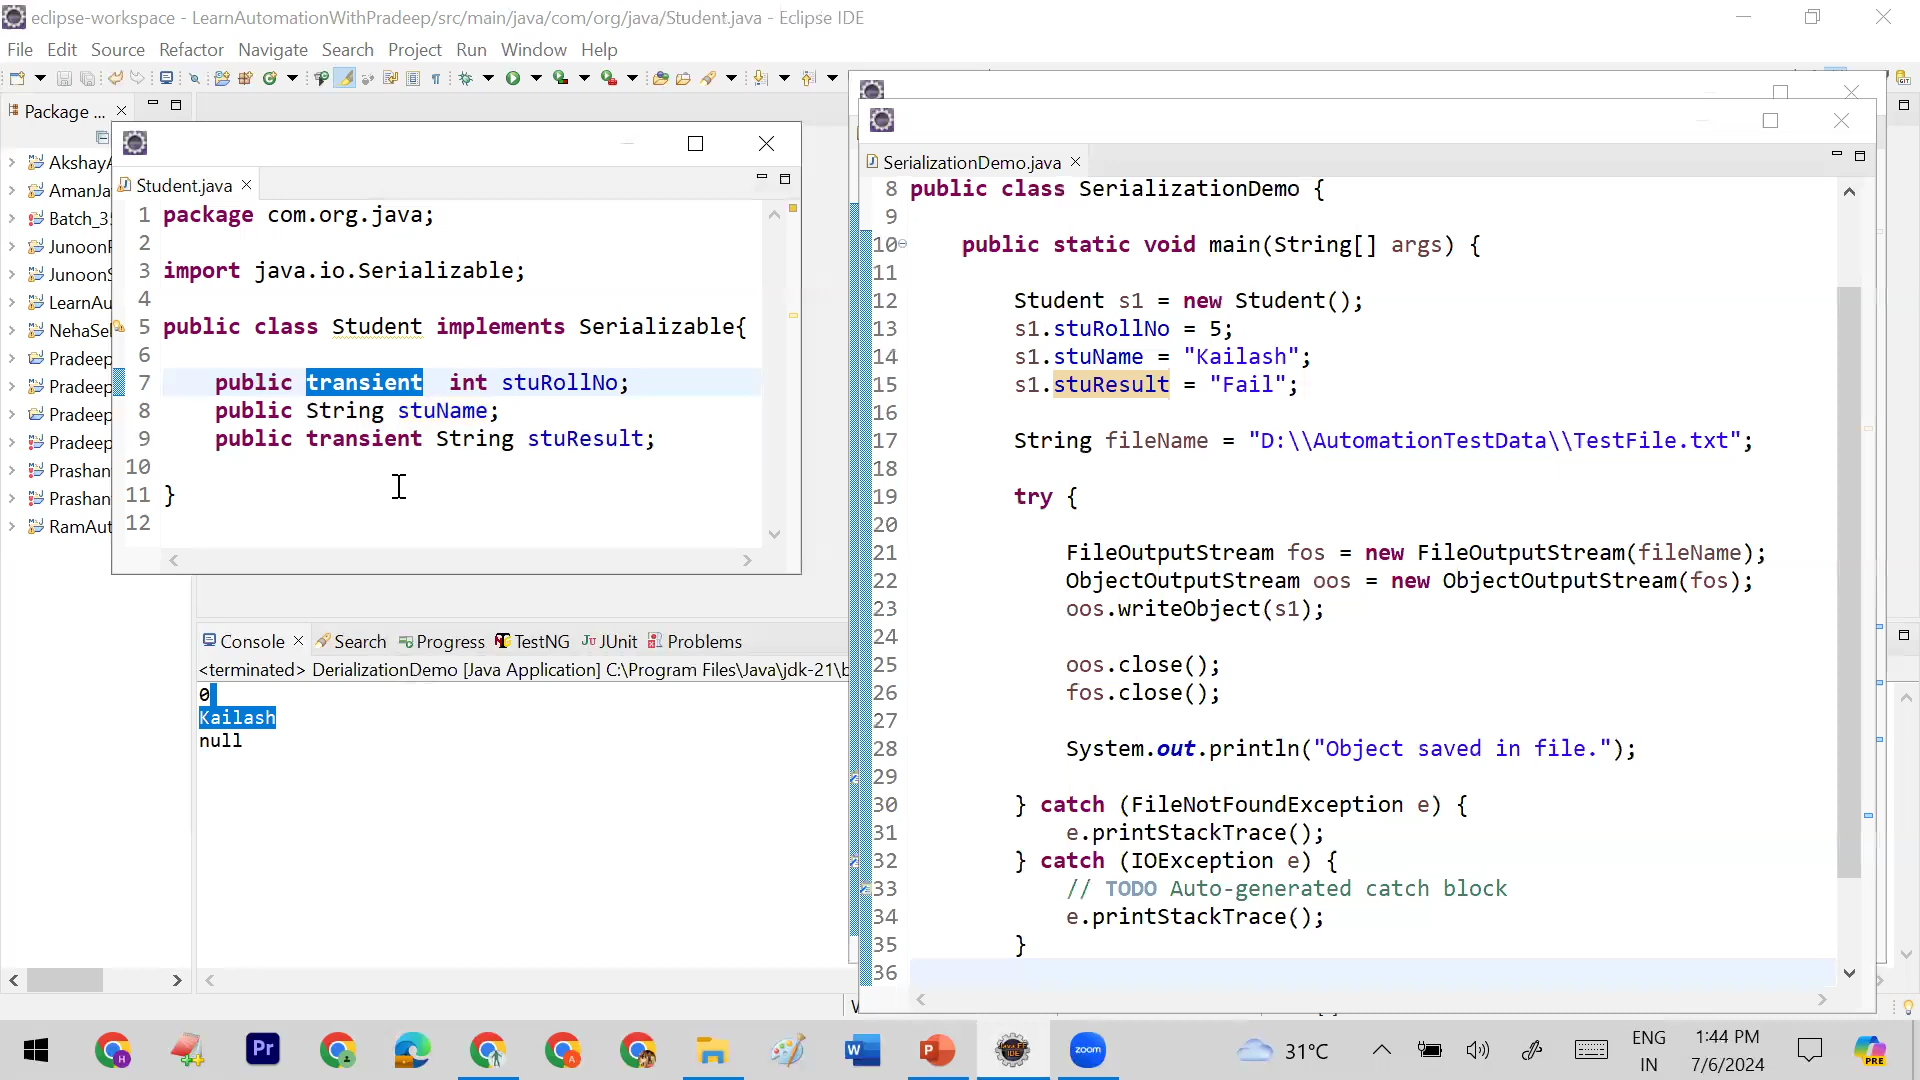 eclipse-workspace - LearnAutomationWithPradeep/src/main/java/com/org/java/Student.java - Eclipse IDE
File Edit Source Refactor Navigate Search Project Run Window Help
Package ...
AkshayA
AmanJa
Batch_3
JunoonF
JunoonS
LearnAu
NehaSel
Pradeep
Pradeep
Pradeep
Pradeep
Prashan
Prashan
RamAut
Student.java
1 package com.org.java;
2
3 import java.io.Serializable;
4
5 public class Student implements Serializable{
6
7 public transient int stuRollNo;
8 public String stuName;
9 public transient String stuResult;
10
11 }
12
Console Search Progress TestNG JUnit Problems
<terminated> DerializationDemo [Java Application] C:\Program Files\Java\jdk-21\b
0
Kailash
null
SerializationDemo.java
8 public class SerializationDemo {
9
10 public static void main(String[] args) {
11
12 Student s1 = new Student();
13 s1.stuRollNo = 5;
14 s1.stuName = "Kailash";
15 s1.stuResult = "Fail";
16
17 String fileName = "D:\\AutomationTestData\\TestFile.txt";
18
19 try {
20
21 FileOutputStream fos = new FileOutputStream(fileName);
22 ObjectOutputStream oos = new ObjectOutputStream(fos);
23 oos.writeObject(s1);
24
25 oos.close();
26 fos.close();
27
28 System.out.println("Object saved in file.");
29
30 } catch (FileNotFoundException e) {
31 e.printStackTrace();
32 } catch (IOException e) {
33 // TODO Auto-generated catch block
34 e.printStackTrace();
35 }
36
Pr
zoom
31°C
ENG
IN
1:44 PM
7/6/2024
PRE